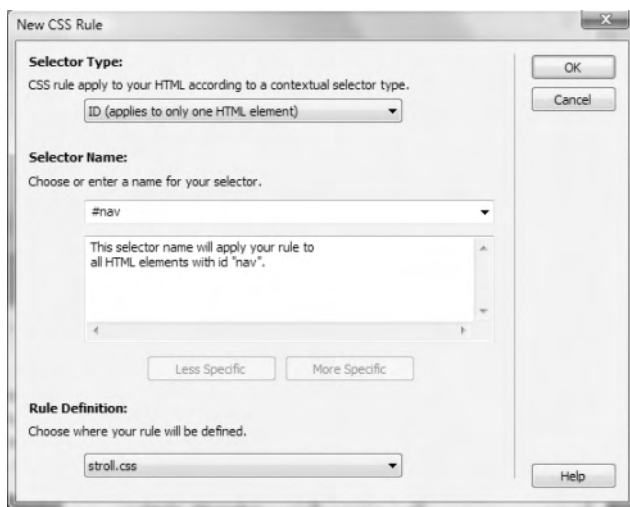 New CSS Rule
Selector Type:
CSS rule apply to your HTML according to a contextual selector type.
ID (applies to only one HTML element)
OK
Cancel
Selector Name:
Choose or enter a name for your selector.
#nav
This selector name will apply your rule to
all HTML elements with id "nav".
Less Specific
More Specific
Rule Definition:
Choose where your rule will be defined.
stroll.css
Help